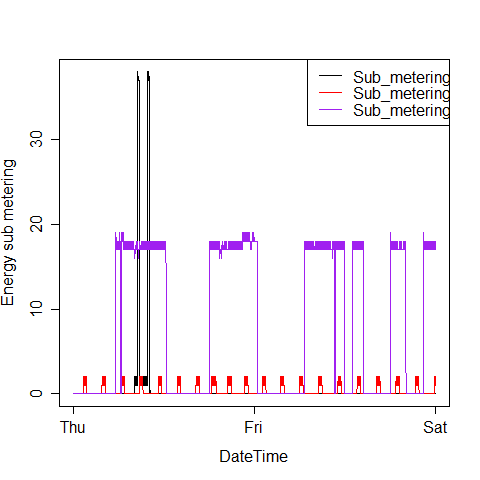 Sub_metering
Sub_metering
Sub_metering
Energy sub metering
0
10
20
30
Thu
Fri
Sat
DateTime